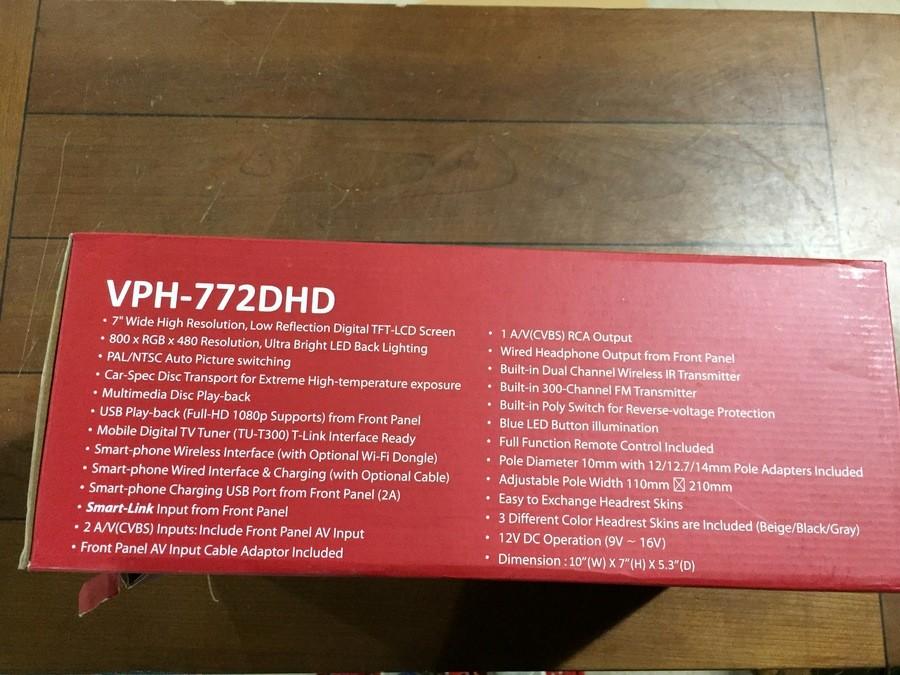 VPH-772DHD
• 7" Wide High Resolution, Low Reflection Digital TFT-LCD Screen
• 800 x RGB x 480 Resolution, Ultra Bright LED Back Lighting
• PAL/NTSC Auto Picture switching
• Car-Spec Disc Transport for Extreme High-temperature exposure
• Multimedia Disc Play-back
• USB Play-back (Full-HD 1080p Supports) from Front Panel
• Mobile Digital TV Tuner (TU-T300) T-Link Interface Ready
• Smart-phone Wireless Interface (with Optional Wi-Fi Dongle)
• Smart-phone Wired Interface & Charging (with Optional Cable)
• Smart-phone Charging USB Port from Front Panel (2A)
• Smart-Link Input from Front Panel
• 2 A/V(CVBS) Inputs: Include Front Panel AV Input
• Front Panel AV Input Cable Adaptor Included
• 1 A/V(CVBS) RCA Output
• Wired Headphone Output from Front Panel
• Built-in Dual Channel Wireless IR Transmitter
• Built-in 300-Channel FM Transmitter
• Built-in Poly Switch for Reverse-voltage Protection
• Blue LED Button illumination
• Full Function Remote Control Included
• Pole Diameter 10mm with 12/12.7/14mm Pole Adapters Included
• Adjustable Pole Width 110mm ☒ 210mm
• Easy to Exchange Headrest Skins
• 3 Different Color Headrest Skins are Included (Beige/Black/Gray)
• 12V DC Operation (9V ~ 16V)
• Dimension : 10"(W) X 7"(H) X 5.3"(D)